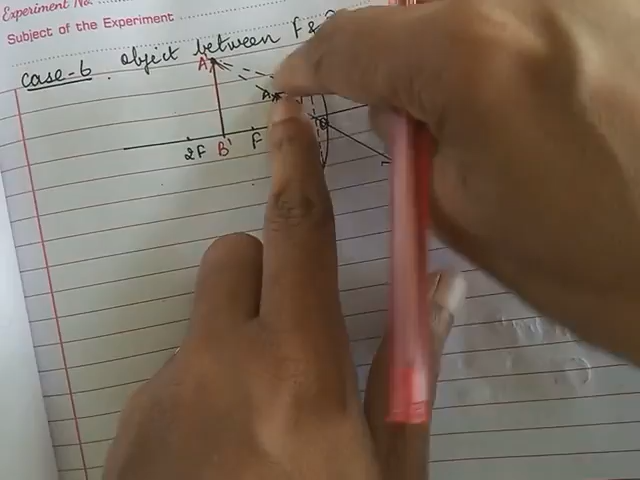 Experiment No.
Subject of the Experiment
Case-6. Object between F &
A'
A
2F B' F